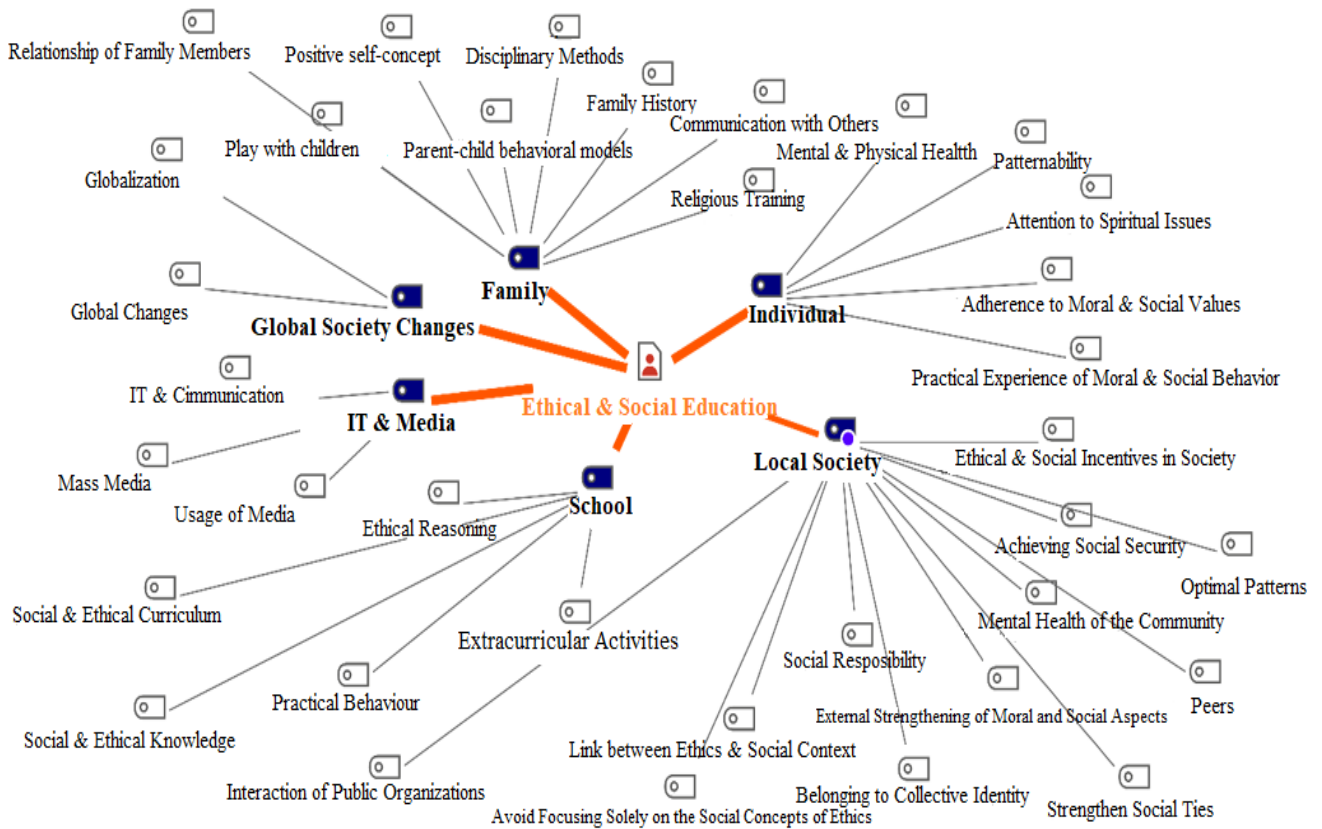 Relationship of Family Members
Positive self-concept
Disciplinary Methods
Family History
Communication with Others
Play with children
Parent-child behavioral models
Mental & Physical Healtth
Patternability
Globalization
Religious Training
Attention to Spiritual Issues
Family
Individual
Global Changes
Global Society Changes
Adherence to Moral & Social Values
Practical Experience of Moral & Social Behavior
IT & Cimmunication
IT & Media
Ethical & Social Education
Local Society
Ethical & Social Incentives in Society
Mass Media
Usage of Media
School
Ethical Reasoning
Achieving Social Security
Optimal Patterns
Social & Ethical Curriculum
Extracurricular Activities
Mental Health of the Community
Social Resposibility
Practical Behaviour
Peers
External Strengthening of Moral and Social Aspects
Social & Ethical Knowledge
Link between Ethics & Social Context
Interaction of Public Organizations
Belonging to Collective Identity
Strengthen Social Ties
Avoid Focusing Solely on the Social Concepts of Ethics